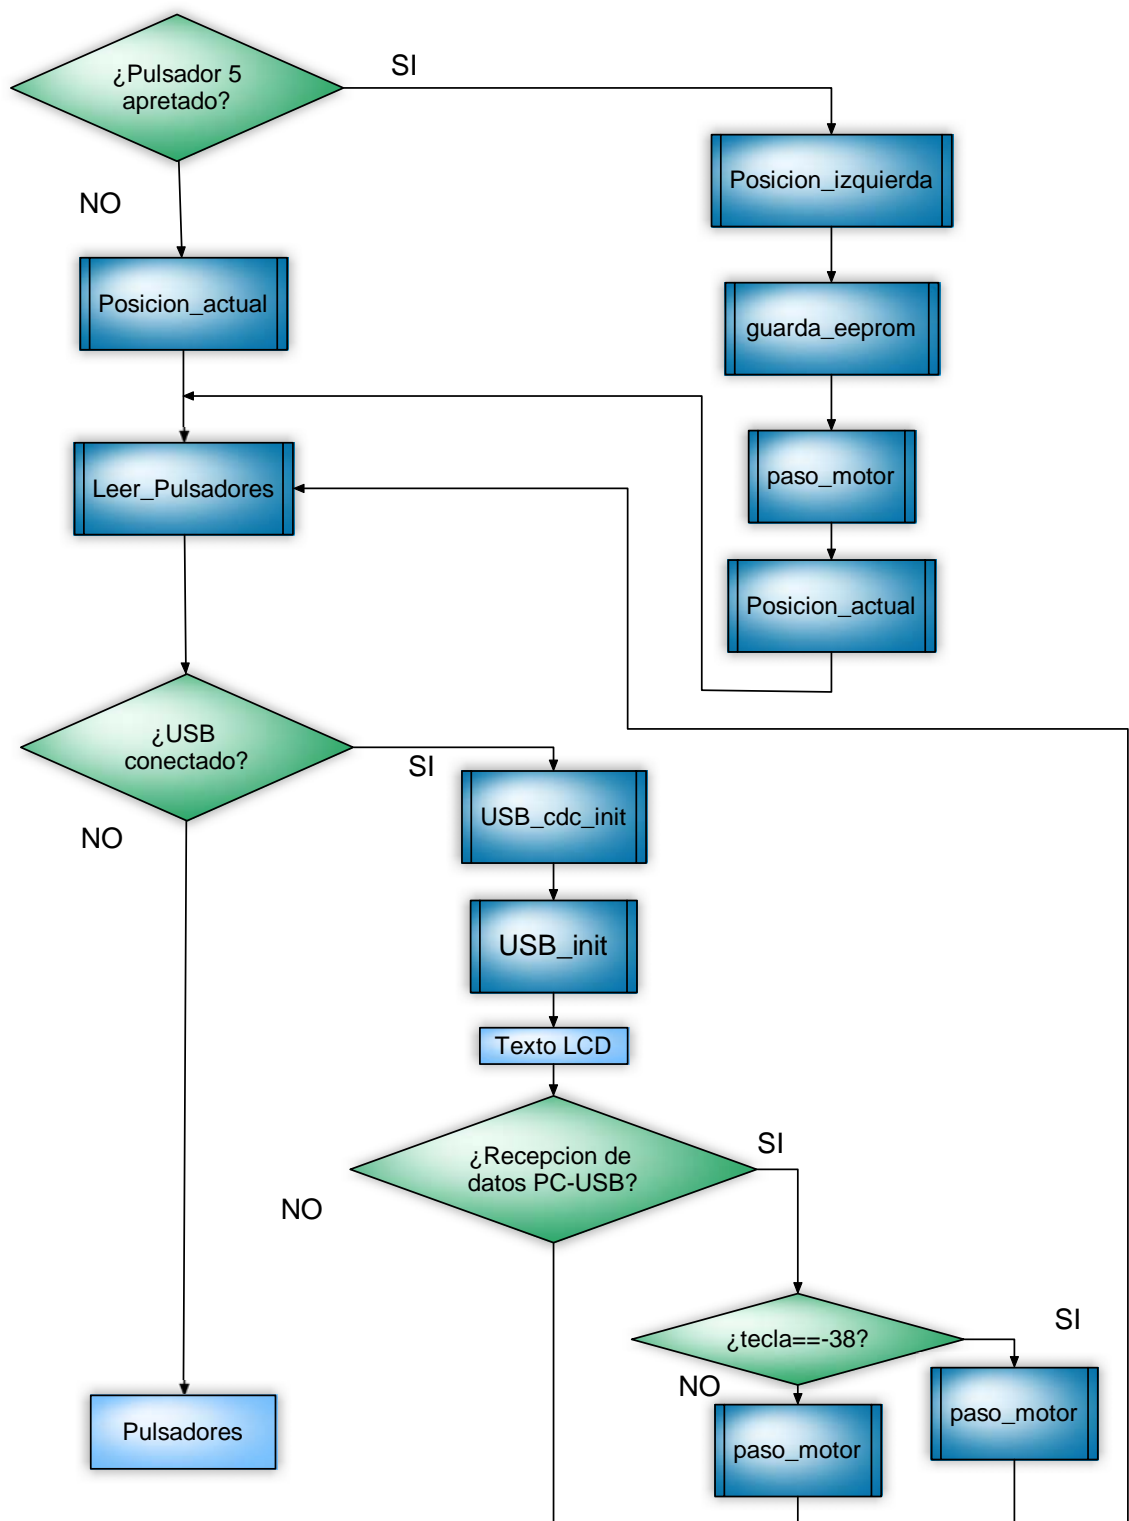 ¿Pulsador 5
apretado?
SI
NO
Posicion_izquierda
Posicion_actual
guarda_eeprom
Leer_Pulsadores
paso_motor
Posicion_actual
¿USB
conectado?
SI
NO
USB_cdc_init
USB_init
Texto LCD
¿Recepcion de
datos PC-USB?
SI
NO
¿tecla==-38?
SI
NO
paso_motor
paso_motor
Pulsadores